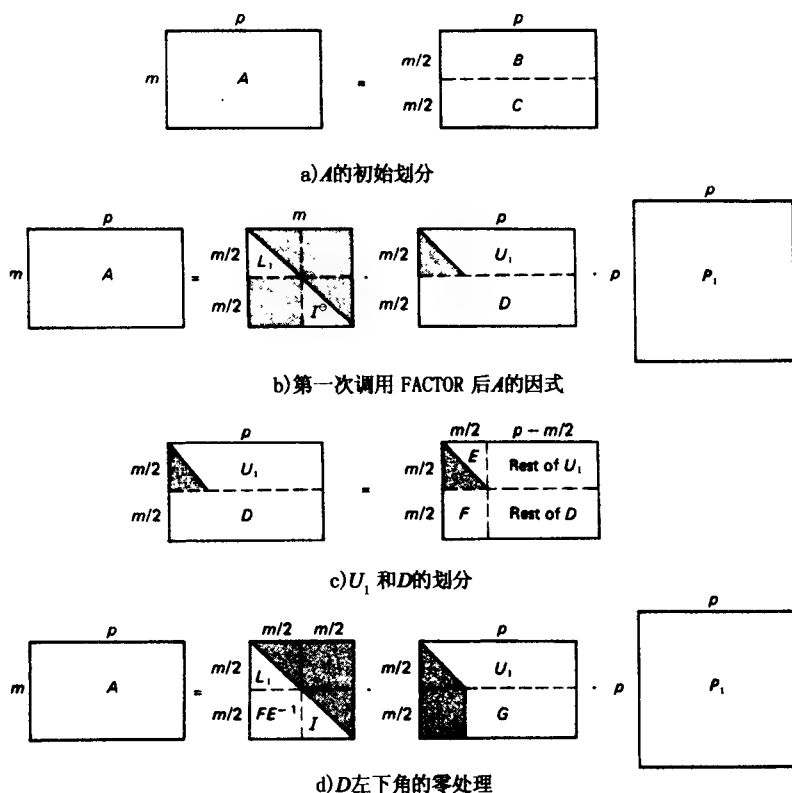 p p
m A = m/2 B
m/2 C
a)A的初始划分
p m p p
m A = m/2 L₁ · m/2 U₁ · p P₁
m/2 I m/2 D
b)第一次调用 FACTOR 后A的因式
p m/2 p − m/2
m/2 U₁ = m/2 E Rest of U₁
m/2 D m/2 F Rest of D
c)U₁ 和D的划分
p m/2 m/2 p p
m A = m/2 L₁ · m/2 U₁ · p P₁
m/2 FE⁻¹ I m/2 G
d)D左下角的零处理